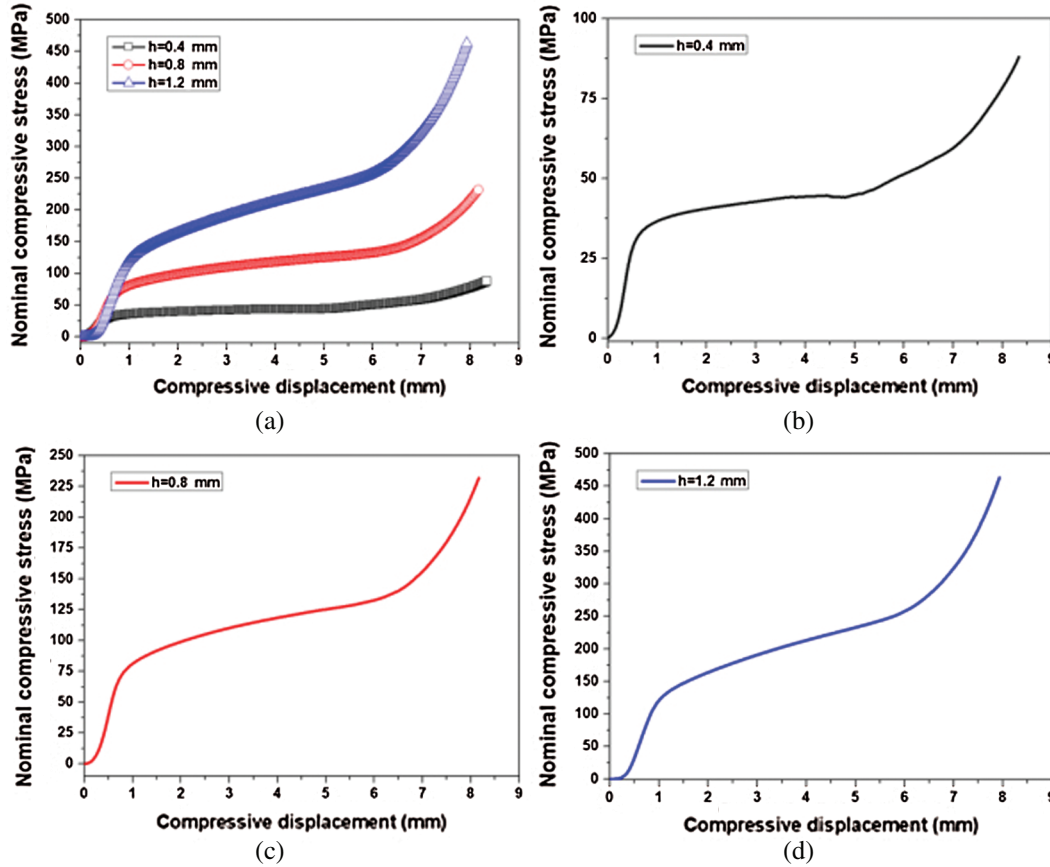 Nominal compressive stress (MPa)
500
450
400
350
300
250
200
150
100
50
0
h=0.4 mm
h=0.8 mm
h=1.2 mm
0 1 2 3 4 5 6 7 8 9
Compressive displacement (mm)
(a)
Nominal compressive stress (MPa)
100
75
50
25
0
h=0.4 mm
0 1 2 3 4 5 6 7 8 9
Compressive displacement (mm)
(b)
Nominal compressive stress (MPa)
250
225
200
175
150
125
100
75
50
25
0
h=0.8 mm
0 1 2 3 4 5 6 7 8 9
Compressive displacement (mm)
(c)
Nominal compressive stress (MPa)
500
450
400
350
300
250
200
150
100
50
0
h=1.2 mm
0 1 2 3 4 5 6 7 8 9
Compressive displacement (mm)
(d)